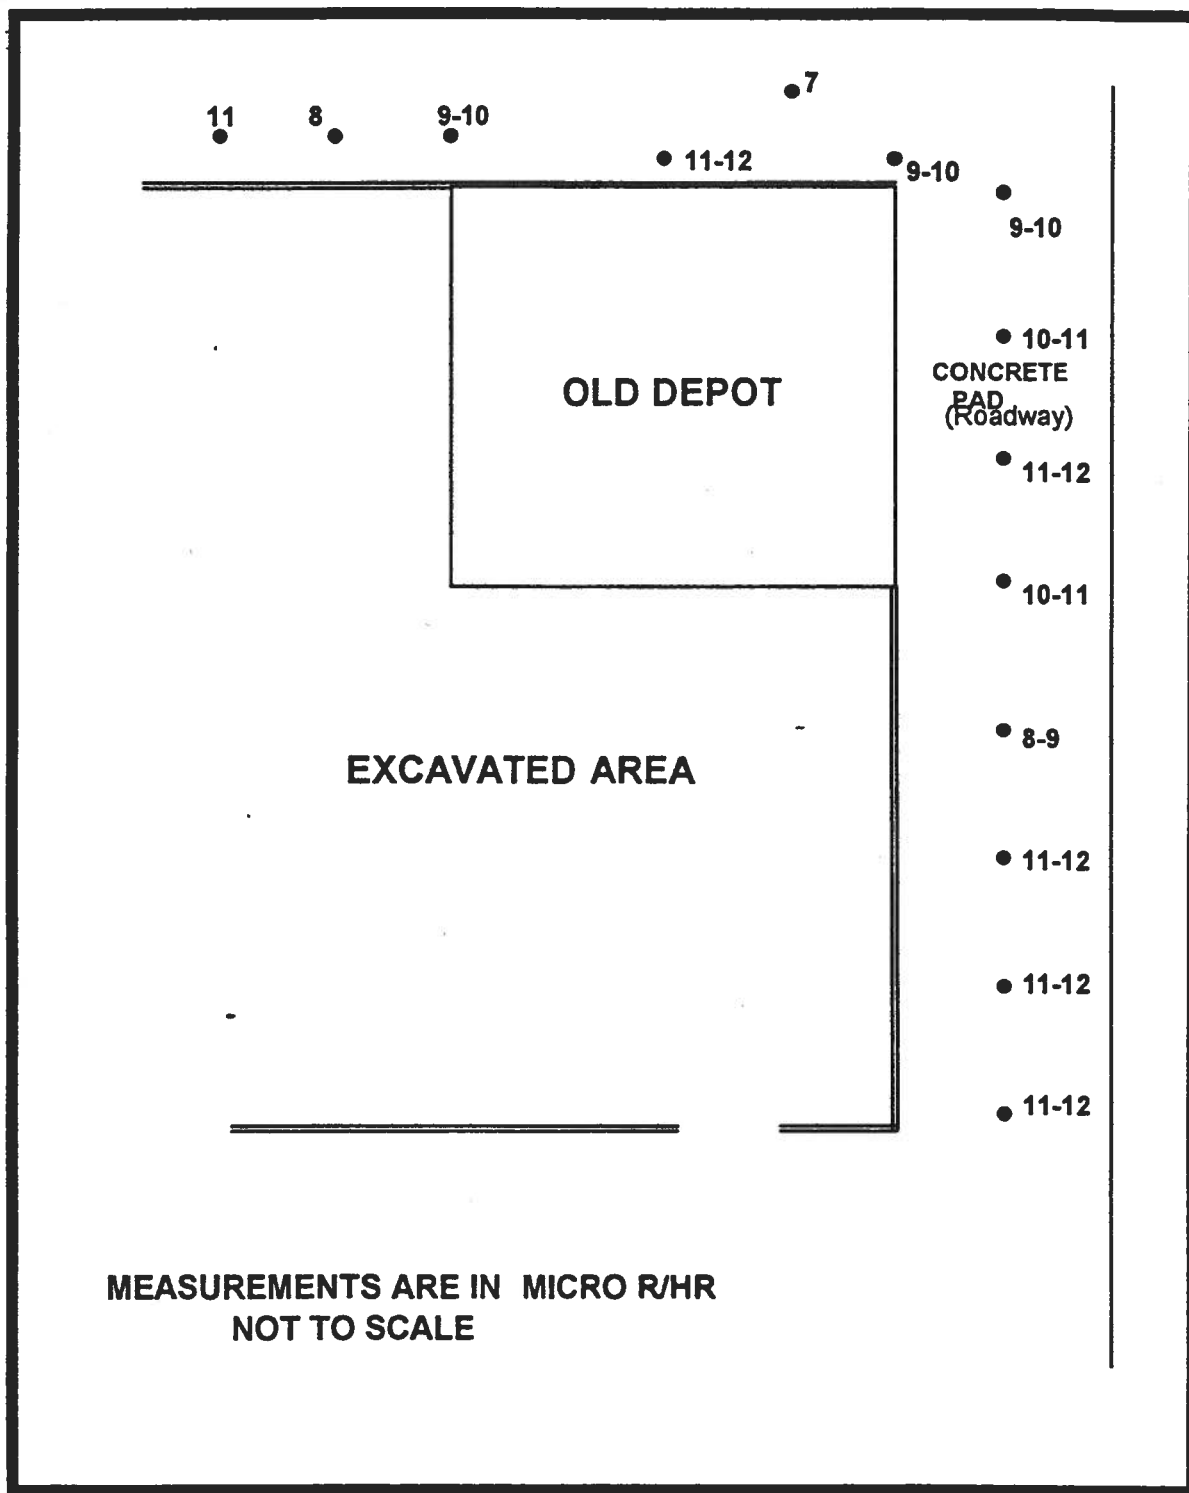 7
11
8
9-10
11-12
9-10
9-10
10-11
OLD DEPOT
CONCRETE
PAD
(Roadway)
11-12
10-11
8-9
EXCAVATED AREA
11-12
11-12
11-12
MEASUREMENTS ARE IN MICRO R/HR
NOT TO SCALE